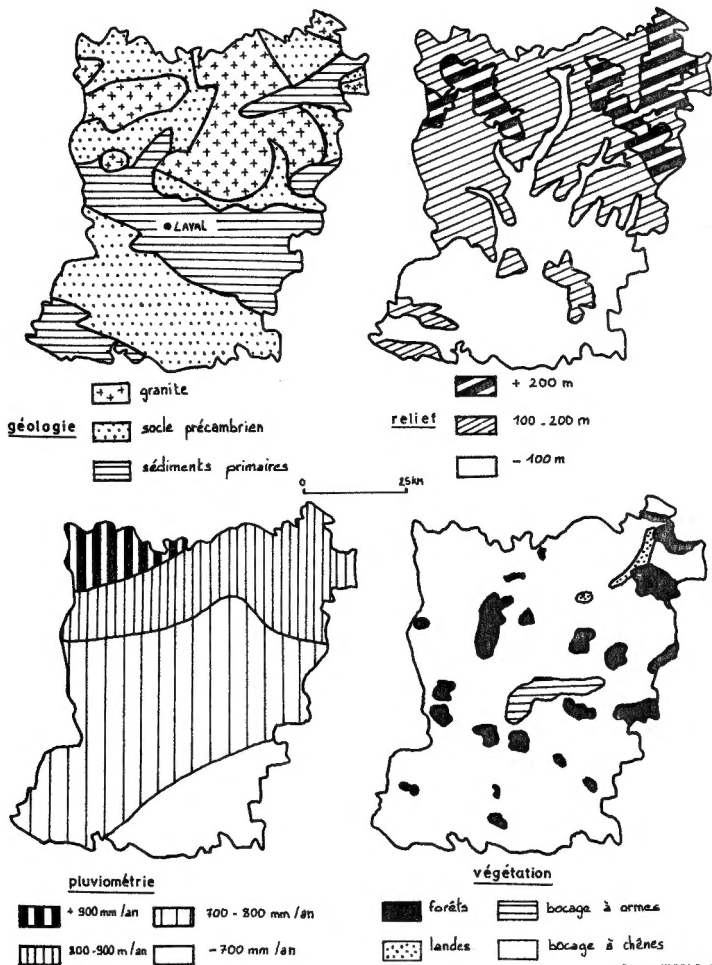 LAVAL
géologie
granite
socle précambrien
sédiments primaires
relief
+ 200 m
100 - 200 m
- 100 m
0 25km
pluviométrie
+ 900 mm/an
700 - 800 mm/an
800-900 m/an
- 700 mm/an
végétation
forêts
bocage à ormes
landes
bocage à chênes